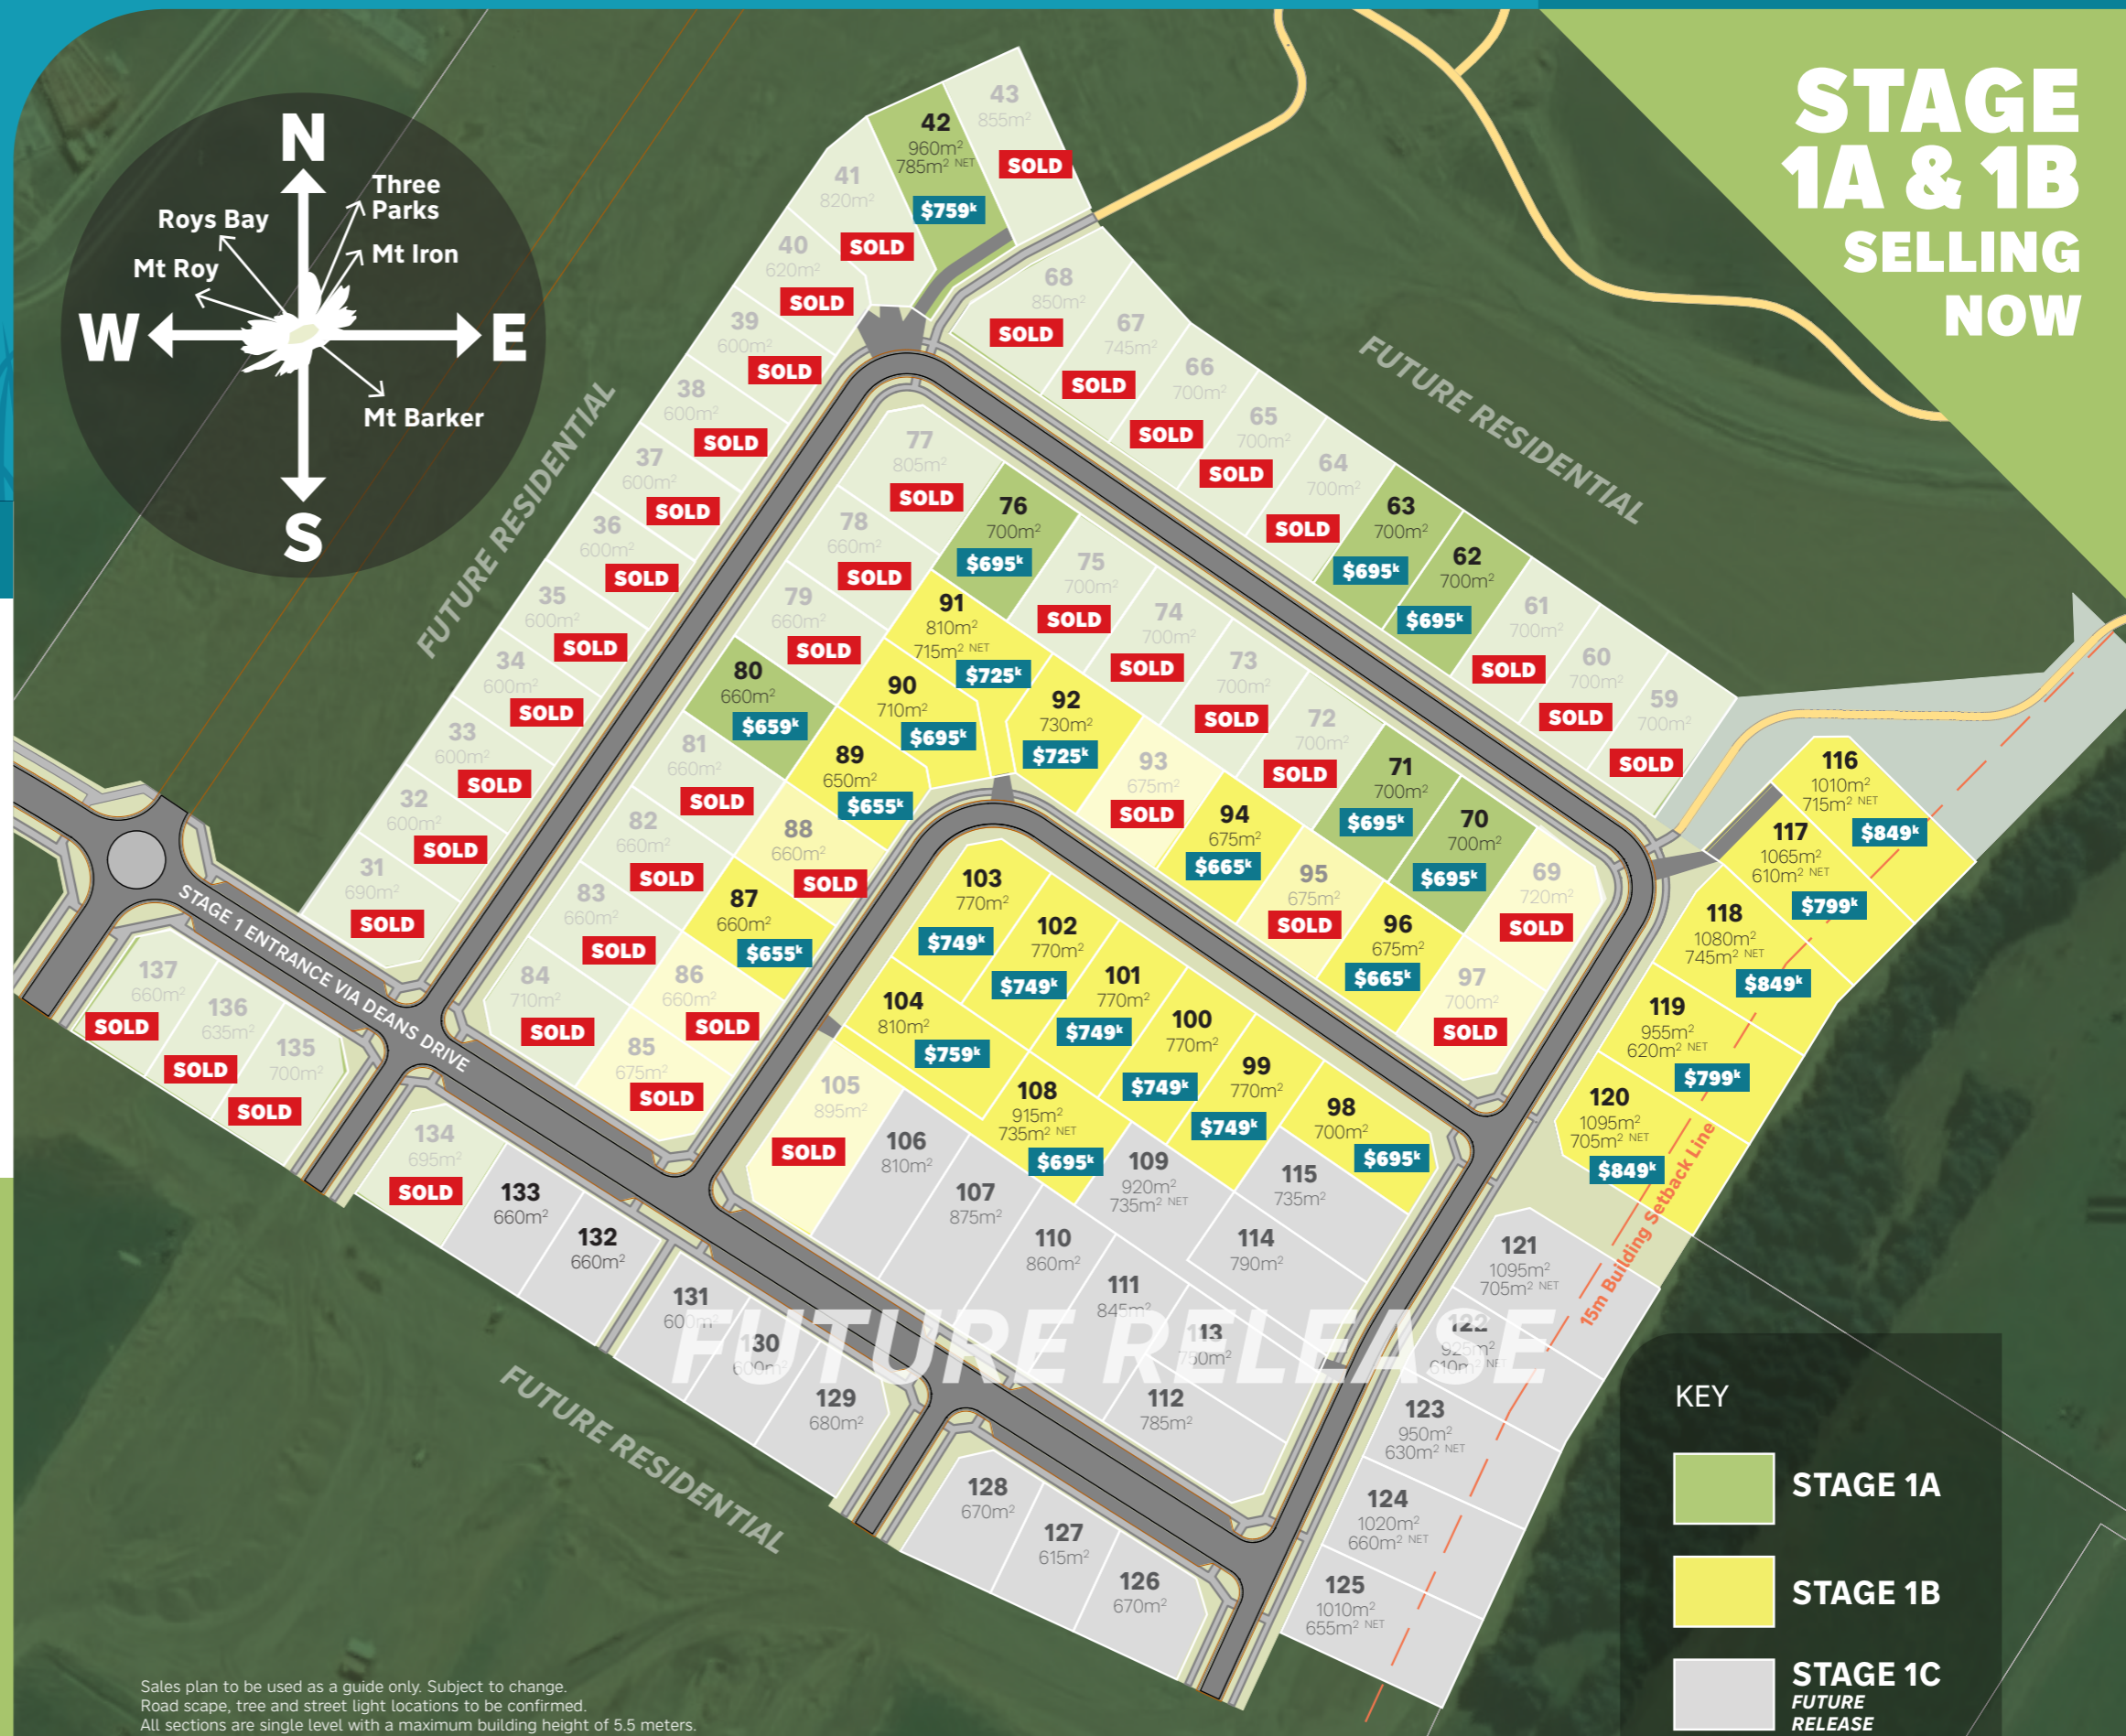 STAGE
1A & 1B
SELLING
NOW
N
Three
Parks
Roys Bay
Mt Iron
Mt Roy
W
E
Mt Barker
S
FUTURE RESIDENTIAL
FUTURE RESIDENTIAL
FUTURE RESIDENTIAL
STAGE 1 ENTRANCE VIA DEANS DRIVE
15m Building Setback Line
FUTURE RELEASE
31
690m²
SOLD
32
600m²
SOLD
33
600m²
SOLD
34
600m²
SOLD
35
600m²
SOLD
36
600m²
SOLD
37
600m²
SOLD
38
600m²
SOLD
39
600m²
SOLD
40
620m²
SOLD
41
820m²
SOLD
42
960m²
785m² NET
$759k
43
855m²
SOLD
68
850m²
SOLD
67
745m²
SOLD
66
700m²
SOLD
65
700m²
SOLD
64
700m²
SOLD
63
700m²
$695k
62
700m²
$695k
61
700m²
SOLD
60
700m²
SOLD
59
700m²
SOLD
77
805m²
SOLD
76
700m²
$695k
75
700m²
SOLD
74
700m²
SOLD
73
700m²
SOLD
72
700m²
SOLD
71
700m²
$695k
70
700m²
$695k
69
720m²
SOLD
78
660m²
SOLD
79
660m²
SOLD
80
660m²
$659k
81
660m²
SOLD
82
660m²
SOLD
83
660m²
SOLD
84
710m²
SOLD
85
675m²
SOLD
86
660m²
SOLD
87
660m²
$655k
88
660m²
SOLD
89
650m²
$655k
90
710m²
$695k
91
810m²
715m² NET
$725k
92
730m²
$725k
93
675m²
SOLD
94
675m²
$665k
95
675m²
SOLD
96
675m²
$665k
97
700m²
SOLD
103
770m²
$749k
102
770m²
$749k
101
770m²
$749k
100
770m²
$749k
99
770m²
$749k
98
700m²
$695k
104
810m²
$759k
105
895m²
SOLD
106
810m²
107
875m²
108
915m²
735m² NET
$695k
109
920m²
735m² NET
110
860m²
111
845m²
112
785m²
113
750m²
114
790m²
115
735m²
116
1010m²
715m² NET
$849k
117
1065m²
610m² NET
$799k
118
1080m²
745m² NET
$849k
119
955m²
620m² NET
$799k
120
1095m²
705m² NET
$849k
121
1095m²
705m² NET
122
925m²
610m² NET
123
950m²
630m² NET
124
1020m²
660m² NET
125
1010m²
655m² NET
126
670m²
127
615m²
128
670m²
129
680m²
130
600m²
131
600m²
132
660m²
133
660m²
134
695m²
SOLD
135
700m²
SOLD
136
635m²
SOLD
137
660m²
SOLD
KEY
STAGE 1A
STAGE 1B
STAGE 1C
FUTURE
RELEASE
Sales plan to be used as a guide only. Subject to change.
Road scape, tree and street light locations to be confirmed.
All sections are single level with a maximum building height of 5.5 meters.